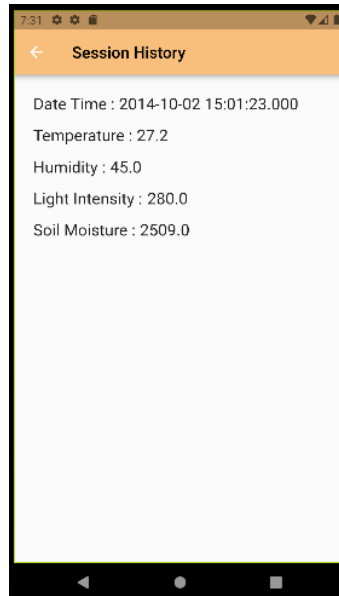 7:31
Session History
Date Time : 2014-10-02 15:01:23.000
Temperature : 27.2
Humidity : 45.0
Light Intensity : 280.0
Soil Moisture : 2509.0